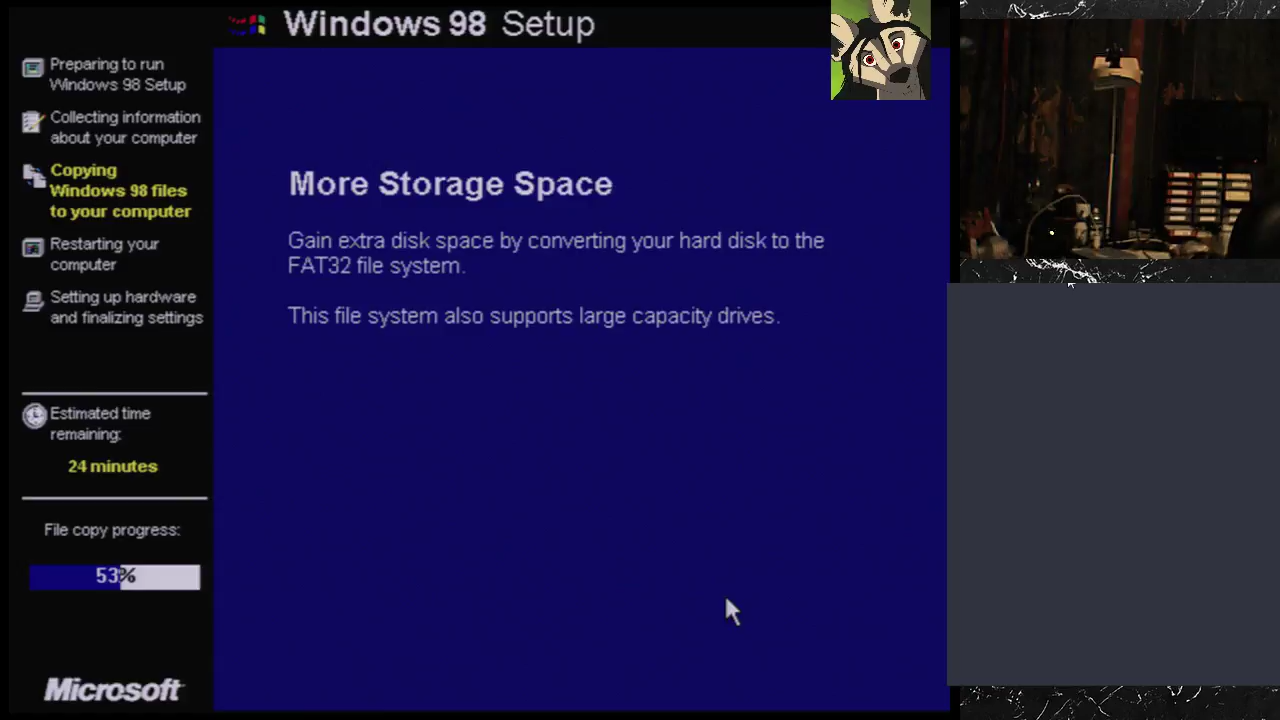 Windows 98 Setup
Preparing to run
Windows 98 Setup
Collecting information
about your computer
Copying
Windows 98 files
to your computer
Restarting your
computer
Setting up hardware
and finalizing settings
Estimated time
remaining:
24 minutes
File copy progress:
53%
Microsoft
More Storage Space
Gain extra disk space by converting your hard disk to the
FAT32 file system.
This file system also supports large capacity drives.